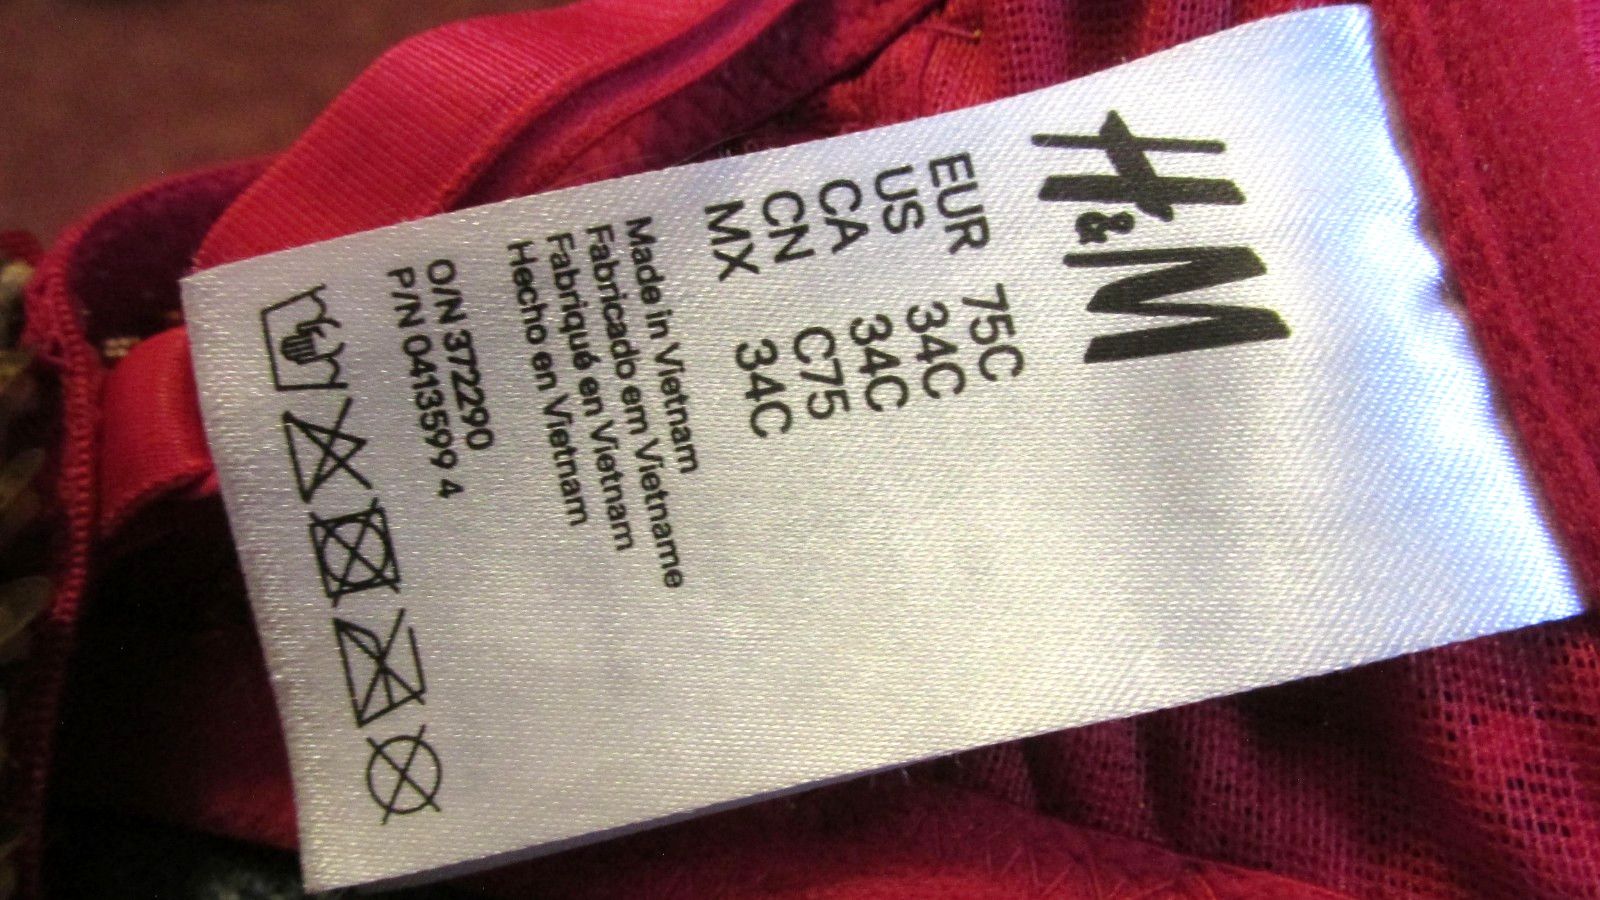 H&M
EUR 75C
US 34C
CA 34C
CN C75
MX 34C
Made in Vietnam
Fabricado em Vietname
Fabriqué en Vietnam
Hecho en Vietnam
O/N 372290
P/N 0413599 4